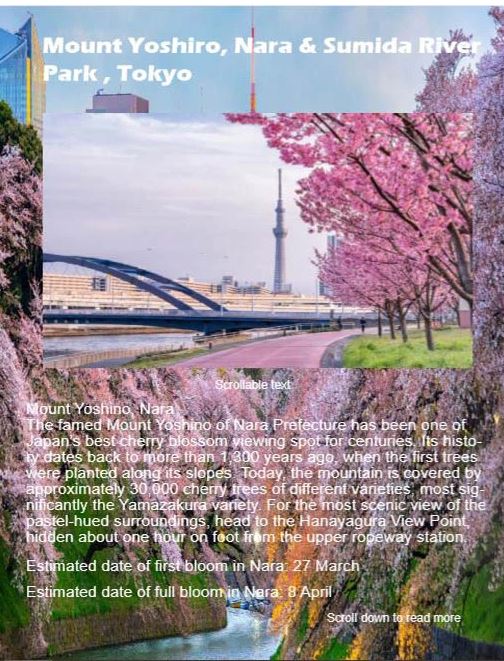 Mount Yoshiro, Nara & Sumida River
Park , Tokyo
Scrollable text
Mount Yoshino, Nara
The famed Mount Yoshino of Nara Prefecture has been one of
Japan's best cherry blossom viewing spot for centuries. Its histo-
ry dates back to more than 1,300 years ago, when the first trees
were planted along its slopes. Today, the mountain is covered by
approximately 30,000 cherry trees of different varieties, most sig-
nificantly the Yamazakura variety. For the most scenic view of the
pastel-hued surroundings, head to the Hanayagura View Point,
hidden about one hour on foot from the upper ropeway station.
Estimated date of first bloom in Nara: 27 March
Estimated date of full bloom in Nara: 8 April
Scroll down to read more